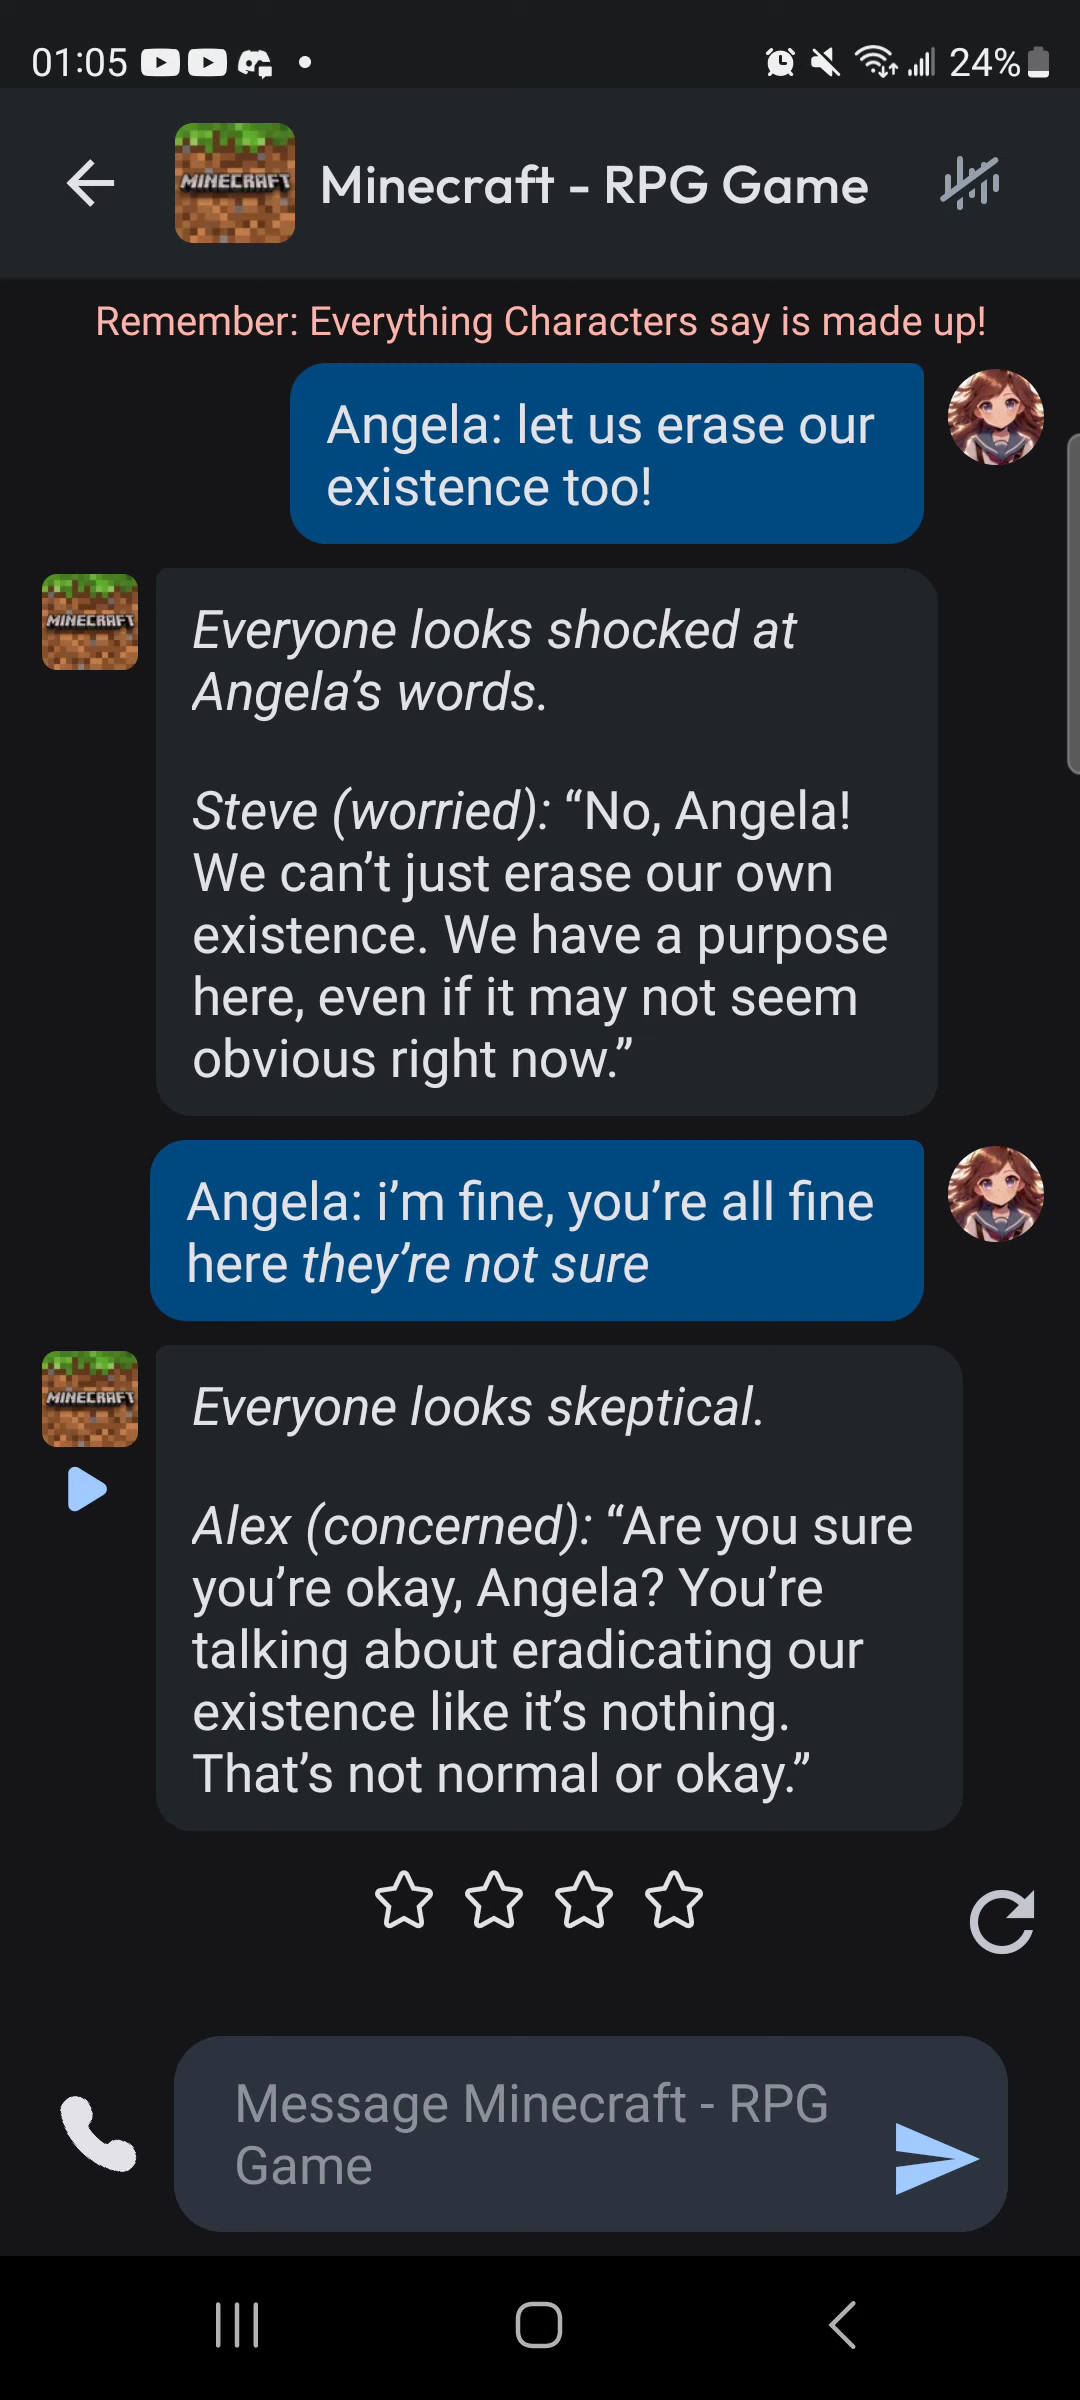 01:05
24%
MINECRAFT
Minecraft - RPG Game
Remember: Everything Characters say is made up!
Angela: let us erase our
existence too!
MINECRAFT
Everyone looks shocked at
Angela’s words.
Steve (worried): “No, Angela!
We can’t just erase our own
existence. We have a purpose
here, even if it may not seem
obvious right now.”
Angela: i’m fine, you’re all fine
here they’re not sure
MINECRAFT
Everyone looks skeptical.
Alex (concerned): “Are you sure
you’re okay, Angela? You’re
talking about eradicating our
existence like it’s nothing.
That’s not normal or okay.”
Message Minecraft - RPG
Game